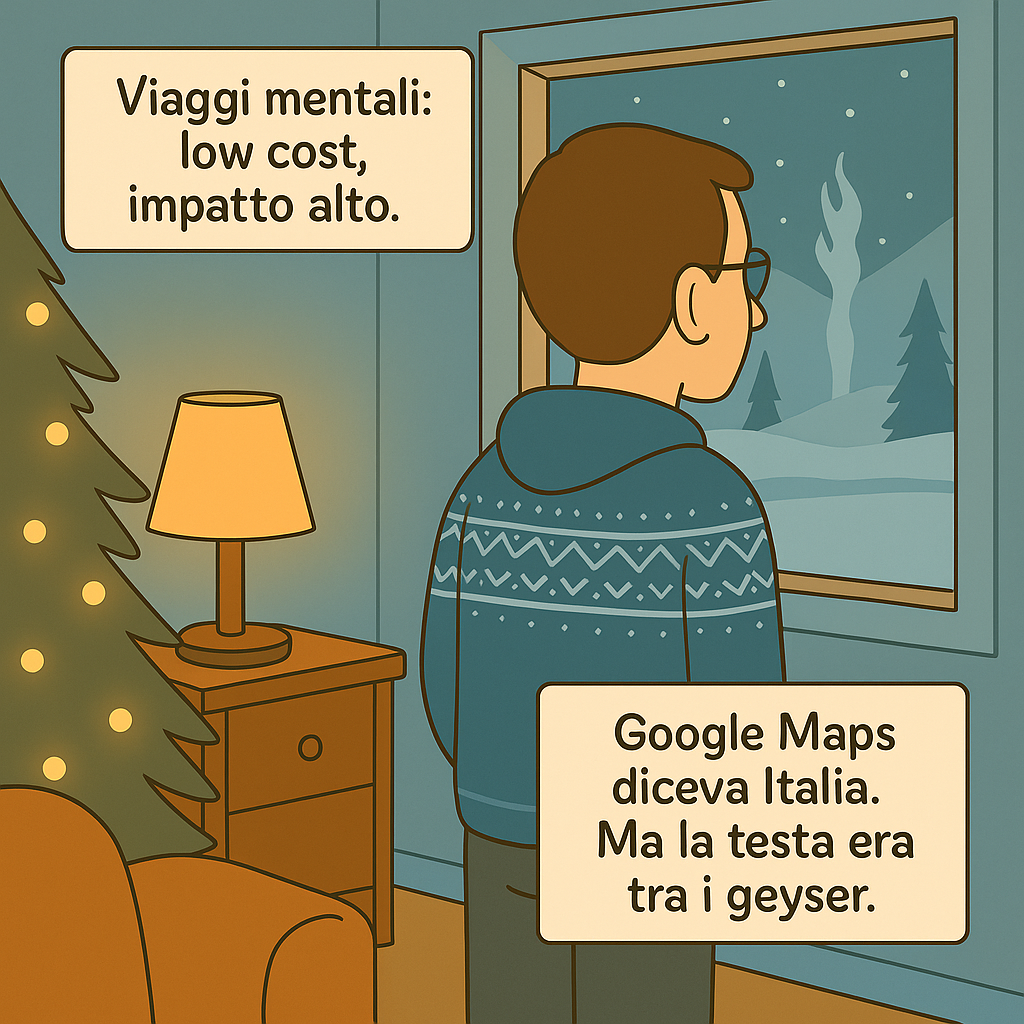 Viaggi mentali:
low cost,
impatto alto.
Google Maps
diceva Italia.
Ma la testa era
tra i geyser.